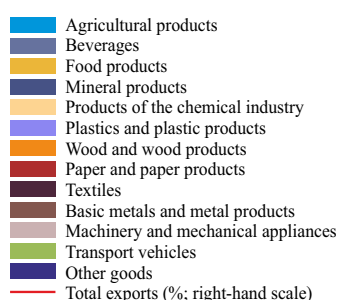 Agricultural products
Beverages
Food products
Mineral products
Products of the chemical industry
Plastics and plastic products
Wood and wood products
Paper and paper products
Textiles
Basic metals and metal products
Machinery and mechanical appliances
Transport vehicles
Other goods
Total exports (%; right-hand scale)